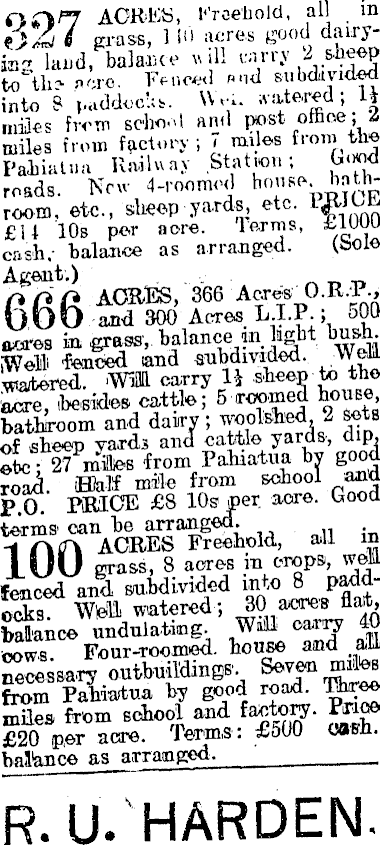 327 ACRES, Freehold, all in
grass, 140 acres good dairy-
ing land, balance will carry 2 sheep
to the acre. Fenced and subdivided
into 8 paddocks. Well watered; 1½
miles from school and post office; 2
miles from factory; 7 miles from the
Pahiatua Railway Station; Good
roads. New 4-roomed house, bath-
room, etc., sheep yards, etc. PRICE
£14 10s per acre. Terms, £1000
cash, balance as arranged. (Sole
Agent.)
666 ACRES, 366 Acres O.R.P.,
and 300 Acres L.I.P.; 500
acres in grass, balance in light bush.
Well fenced and subdivided. Well
watered. Will carry 1½ sheep to the
acre, besides cattle; 5 roomed house,
bathroom and dairy; woolshed, 2 sets
of sheep yards and cattle yards, dip,
etc; 27 miles from Pahiatua by good
road. Half mile from school and
P.O. PRICE £8 10s per acre. Good
terms can be arranged.
100 ACRES Freehold, all in
grass, 8 acres in crops, well
fenced and subdivided into 8 padd-
ocks. Well watered; 30 acres flat,
balance undulating. Will carry 40
cows. Four-roomed house and all
necessary outbuildings. Seven miles
from Pahiatua by good road. Three
miles from school and factory. Price
£20 per acre. Terms: £500 cash.
balance as arranged.
R. U. HARDEN.